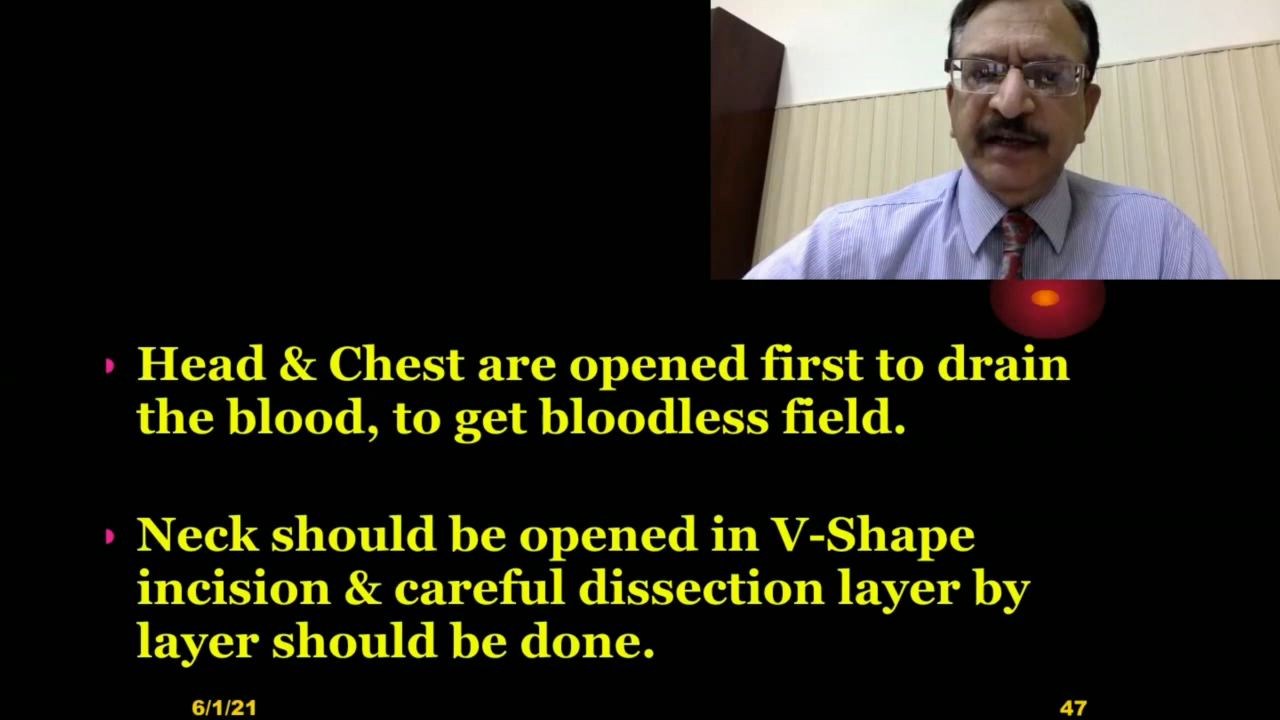 Head & Chest are opened first to drain
the blood, to get bloodless field.
Neck should be opened in V-Shape
incision & careful dissection layer by
layer should be done.
6/1/21
47